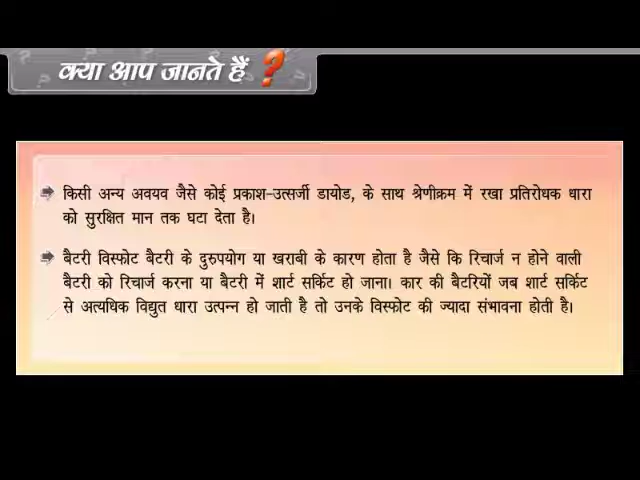 क्या आप जानते हैं ?
किसी अन्य अवयव जैसे कोई प्रकाश-उत्सर्जी डायोड, के साथ श्रेणीक्रम में रखा प्रतिरोधक धारा
को सुरक्षित मान तक घटा देता है।
बैटरी विस्फोट बैटरी के दुरुपयोग या खराबी के कारण होता है जैसे कि रिचार्ज न होने वाली
बैटरी को रिचार्ज करना या बैटरी में शार्ट सर्किट हो जाना। कार की बैटरियों जब शार्ट सर्किट
से अत्यधिक विद्युत धारा उत्पन्न हो जाती है तो उनके विस्फोट की ज्यादा संभावना होती है।